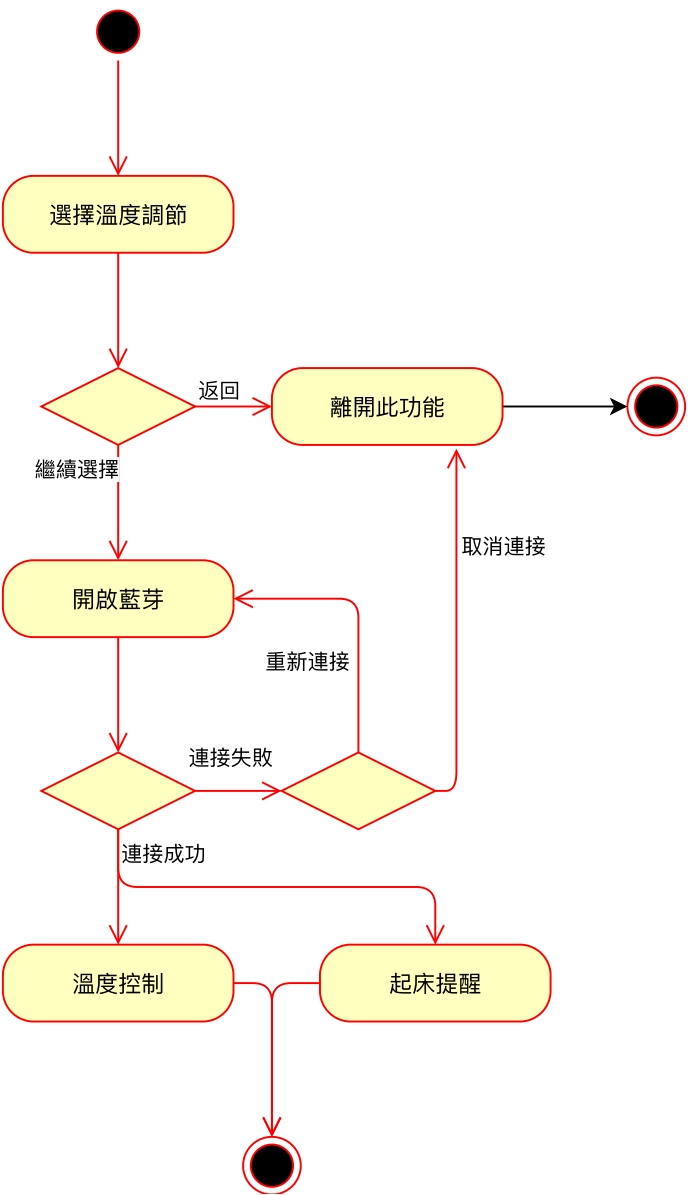 選擇溫度調節
返回
離開此功能
繼續選擇
取消連接
開啟藍芽
重新連接
連接失敗
連接成功
溫度控制
起床提醒